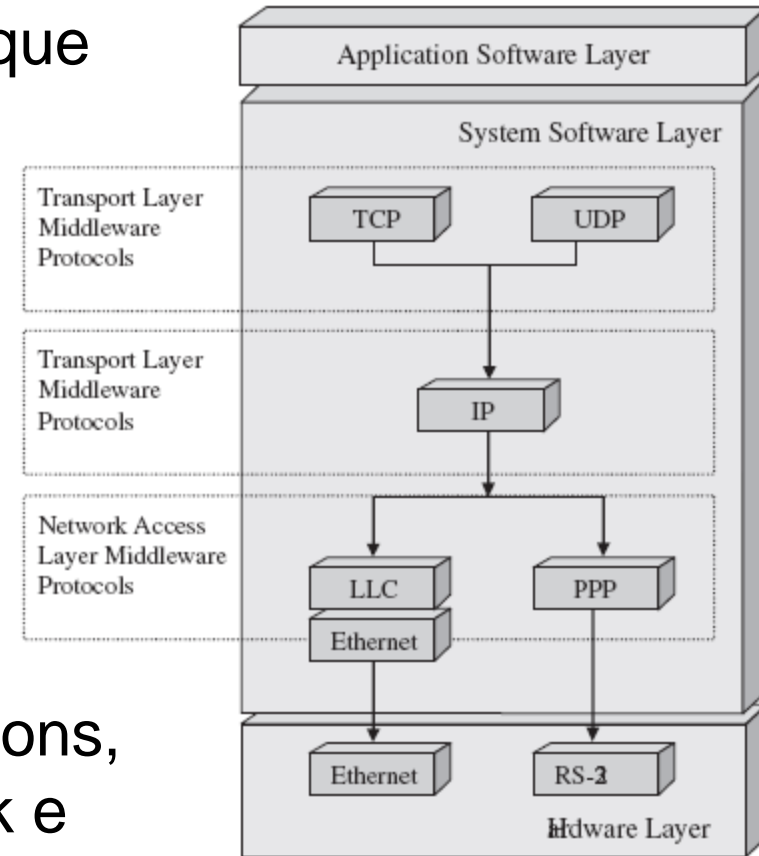 que
Application Software Layer
System Software Layer
Transport Layer
Middleware
Protocols
TCP
UDP
Transport Layer
Middleware
Protocols
IP
Network Access
Layer Middleware
Protocols
LLC
PPP
Ethernet
ons,
Ethernet
k e
Layer